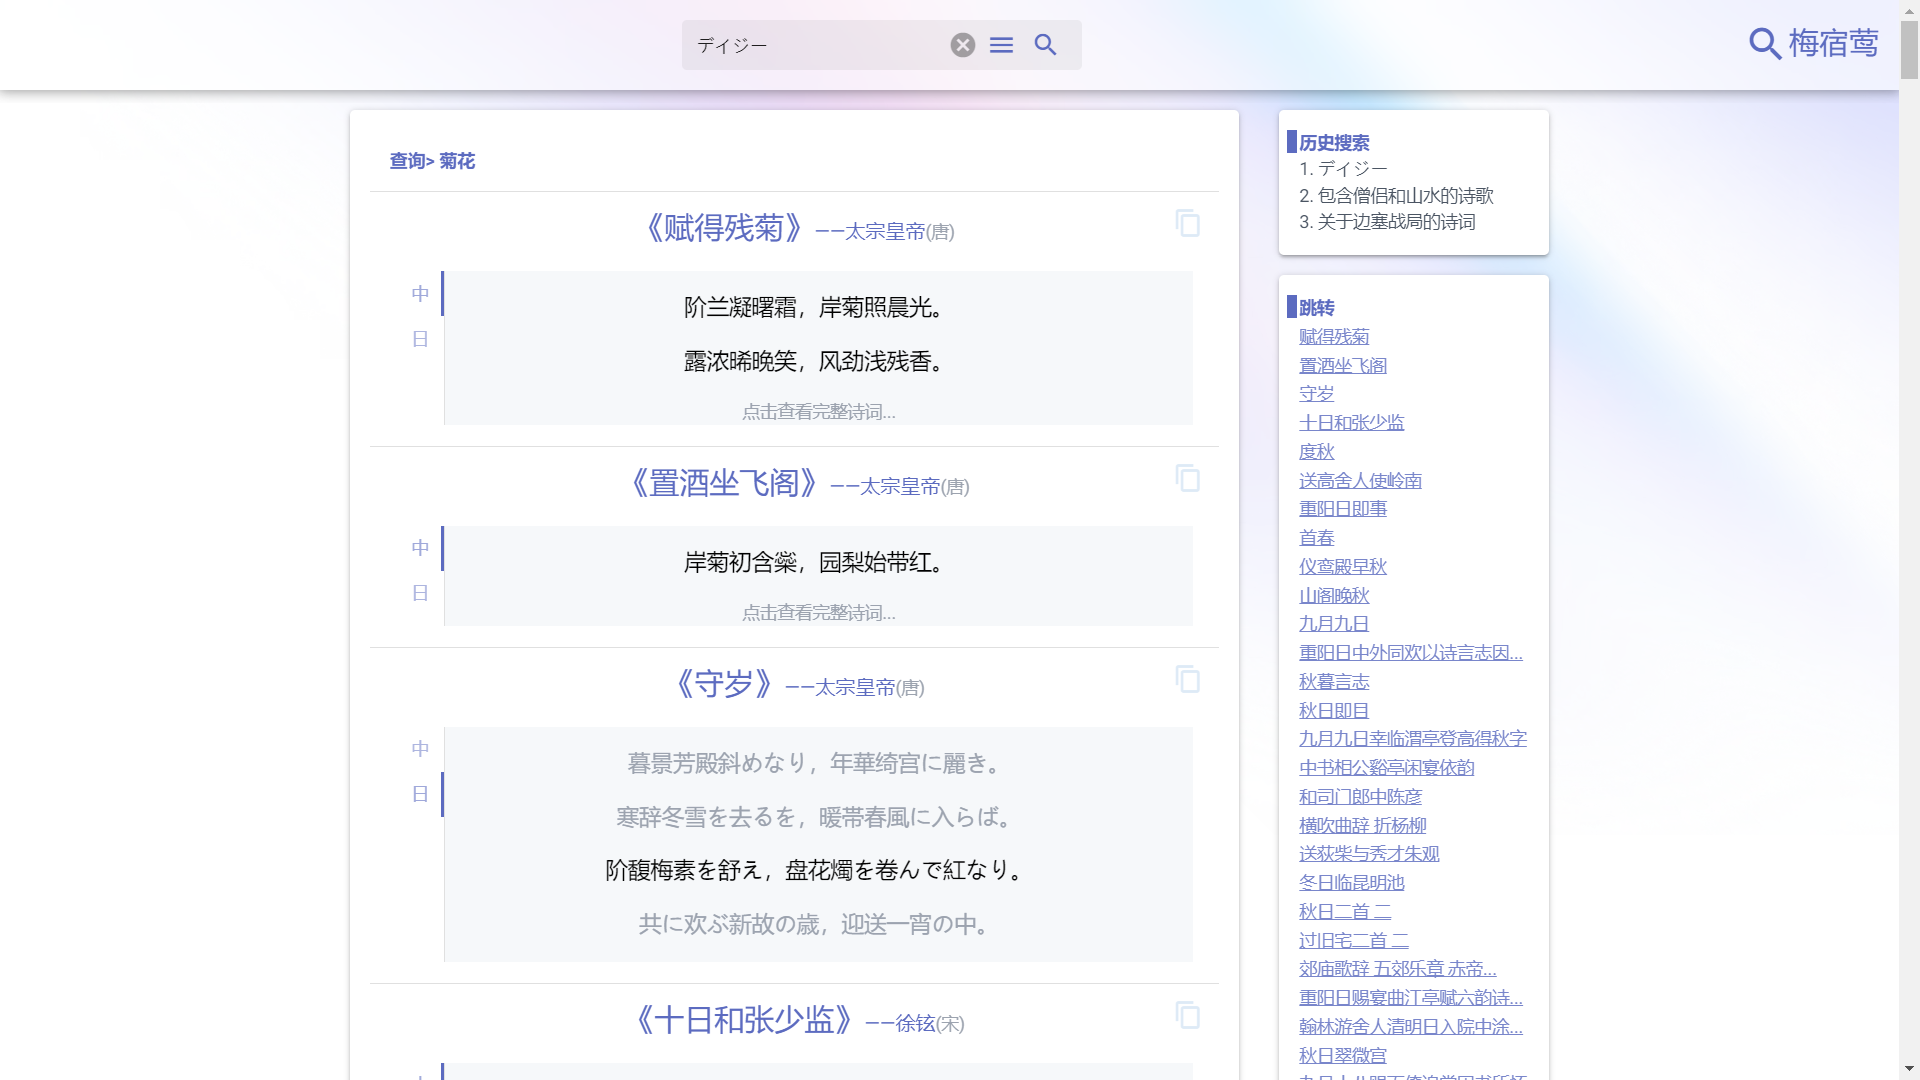 デイジー
梅宿莺
查询> 菊花
《赋得残菊》——太宗皇帝(唐)
中
日
阶兰凝曙霜，岸菊照晨光。
露浓晞晚笑，风劲浅残香。
点击查看完整诗词...
《置酒坐飞阁》——太宗皇帝(唐)
中
日
岸菊初含蘂，园梨始带红。
点击查看完整诗词...
《守岁》——太宗皇帝(唐)
中
日
暮景芳殿斜めなり，年華绮宫に麗き。
寒辞冬雪を去るを，暖帯春風に入らば。
阶馥梅素を舒え，盘花燭を巻んで紅なり。
共に欢ぶ新故の歳，迎送一宵の中。
《十日和张少监》——徐铉(宋)
历史搜索
1. デイジー
2. 包含僧侣和山水的诗歌
3. 关于边塞战局的诗词
跳转
赋得残菊
置酒坐飞阁
守岁
十日和张少监
度秋
送高舍人使岭南
重阳日即事
首春
仪鸾殿早秋
山阁晚秋
九月九日
重阳日中外同欢以诗言志因...
秋暮言志
秋日即目
九月九日幸临渭亭登高得秋字
中书相公谿亭闲宴依韵
和司门郎中陈彦
横吹曲辞 折杨柳
送荻柴与秀才朱观
冬日临昆明池
秋日二首 二
过旧宅二首 二
郊庙歌辞 五郊乐章 赤帝...
重阳日赐宴曲江亭赋六韵诗...
翰林游舍人清明日入院中涂...
秋日翠微宫